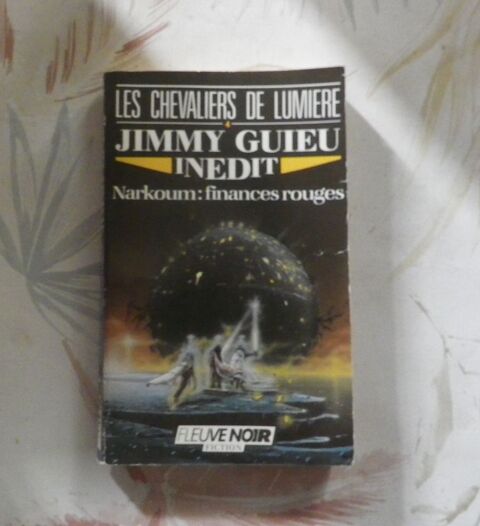 LES CHEVALIERS DE LUMIERE
4
JIMMY GUIEU
INEDIT
Narkoum: finances rouges
FLEUVE NOIR
FICTION